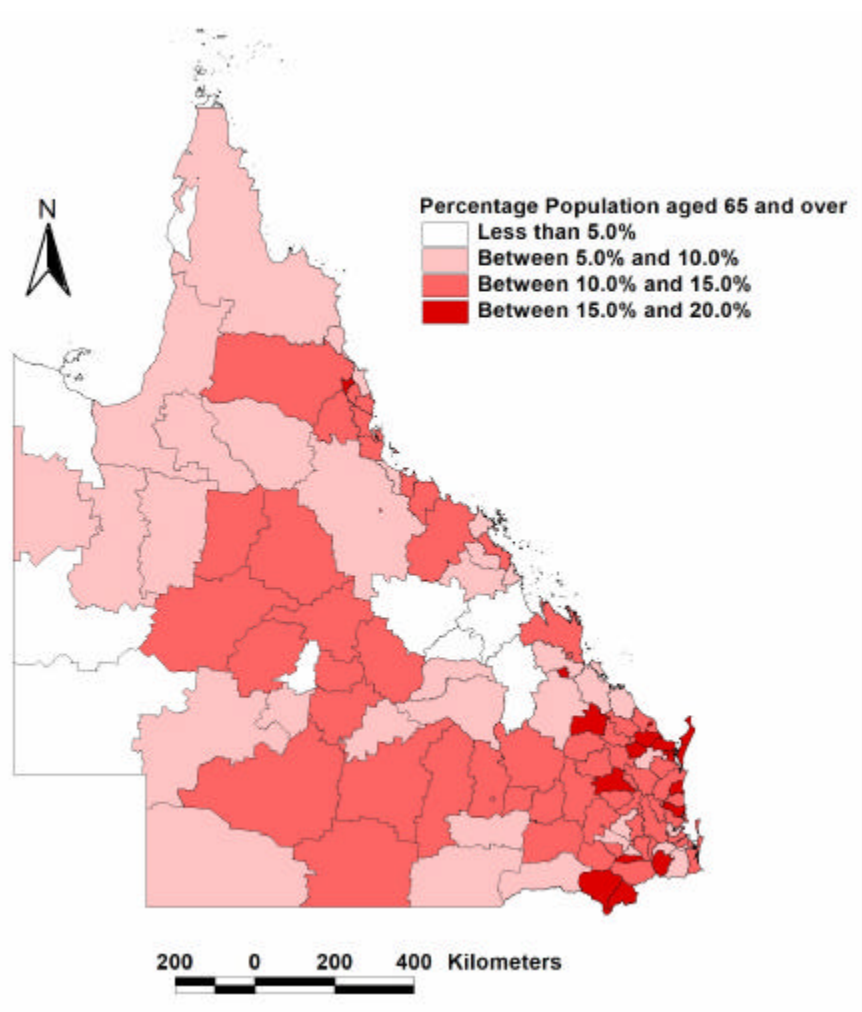 N
Percentage Population aged 65 and over
Less than 5.0%
Between 5.0% and 10.0%
Between 10.0% and 15.0%
Between 15.0% and 20.0%
200 0 200 400 Kilometers